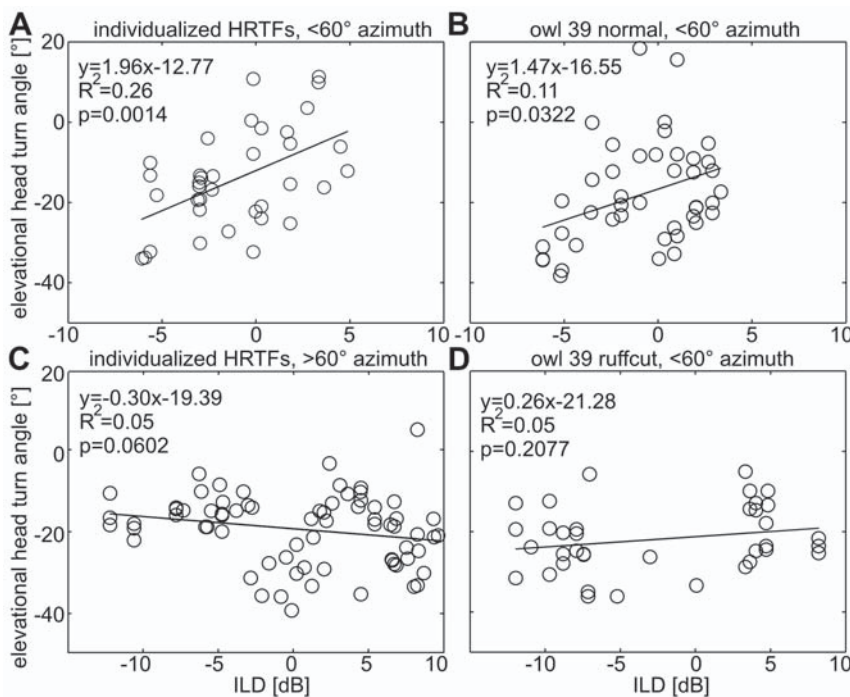 A individualized HRTFs, <60° azimuth
y=1.96x-12.77
R²=0.26
p=0.0014
elevational head turn angle [°]
20
0
-20
-40
-10
-5
0
5
10
B owl 39 normal, <60° azimuth
y=1.47x-16.55
R²=0.11
p=0.0322
-5
0
5
10
C individualized HRTFs, >60° azimuth
y=-0.30x-19.39
R²=0.05
p=0.0602
elevational head turn angle [°]
20
0
-20
-40
-10
-5
0
5
10
ILD [dB]
D owl 39 ruffcut, <60° azimuth
y=0.26x-21.28
R²=0.05
p=0.2077
-10
-5
0
5
10
ILD [dB]